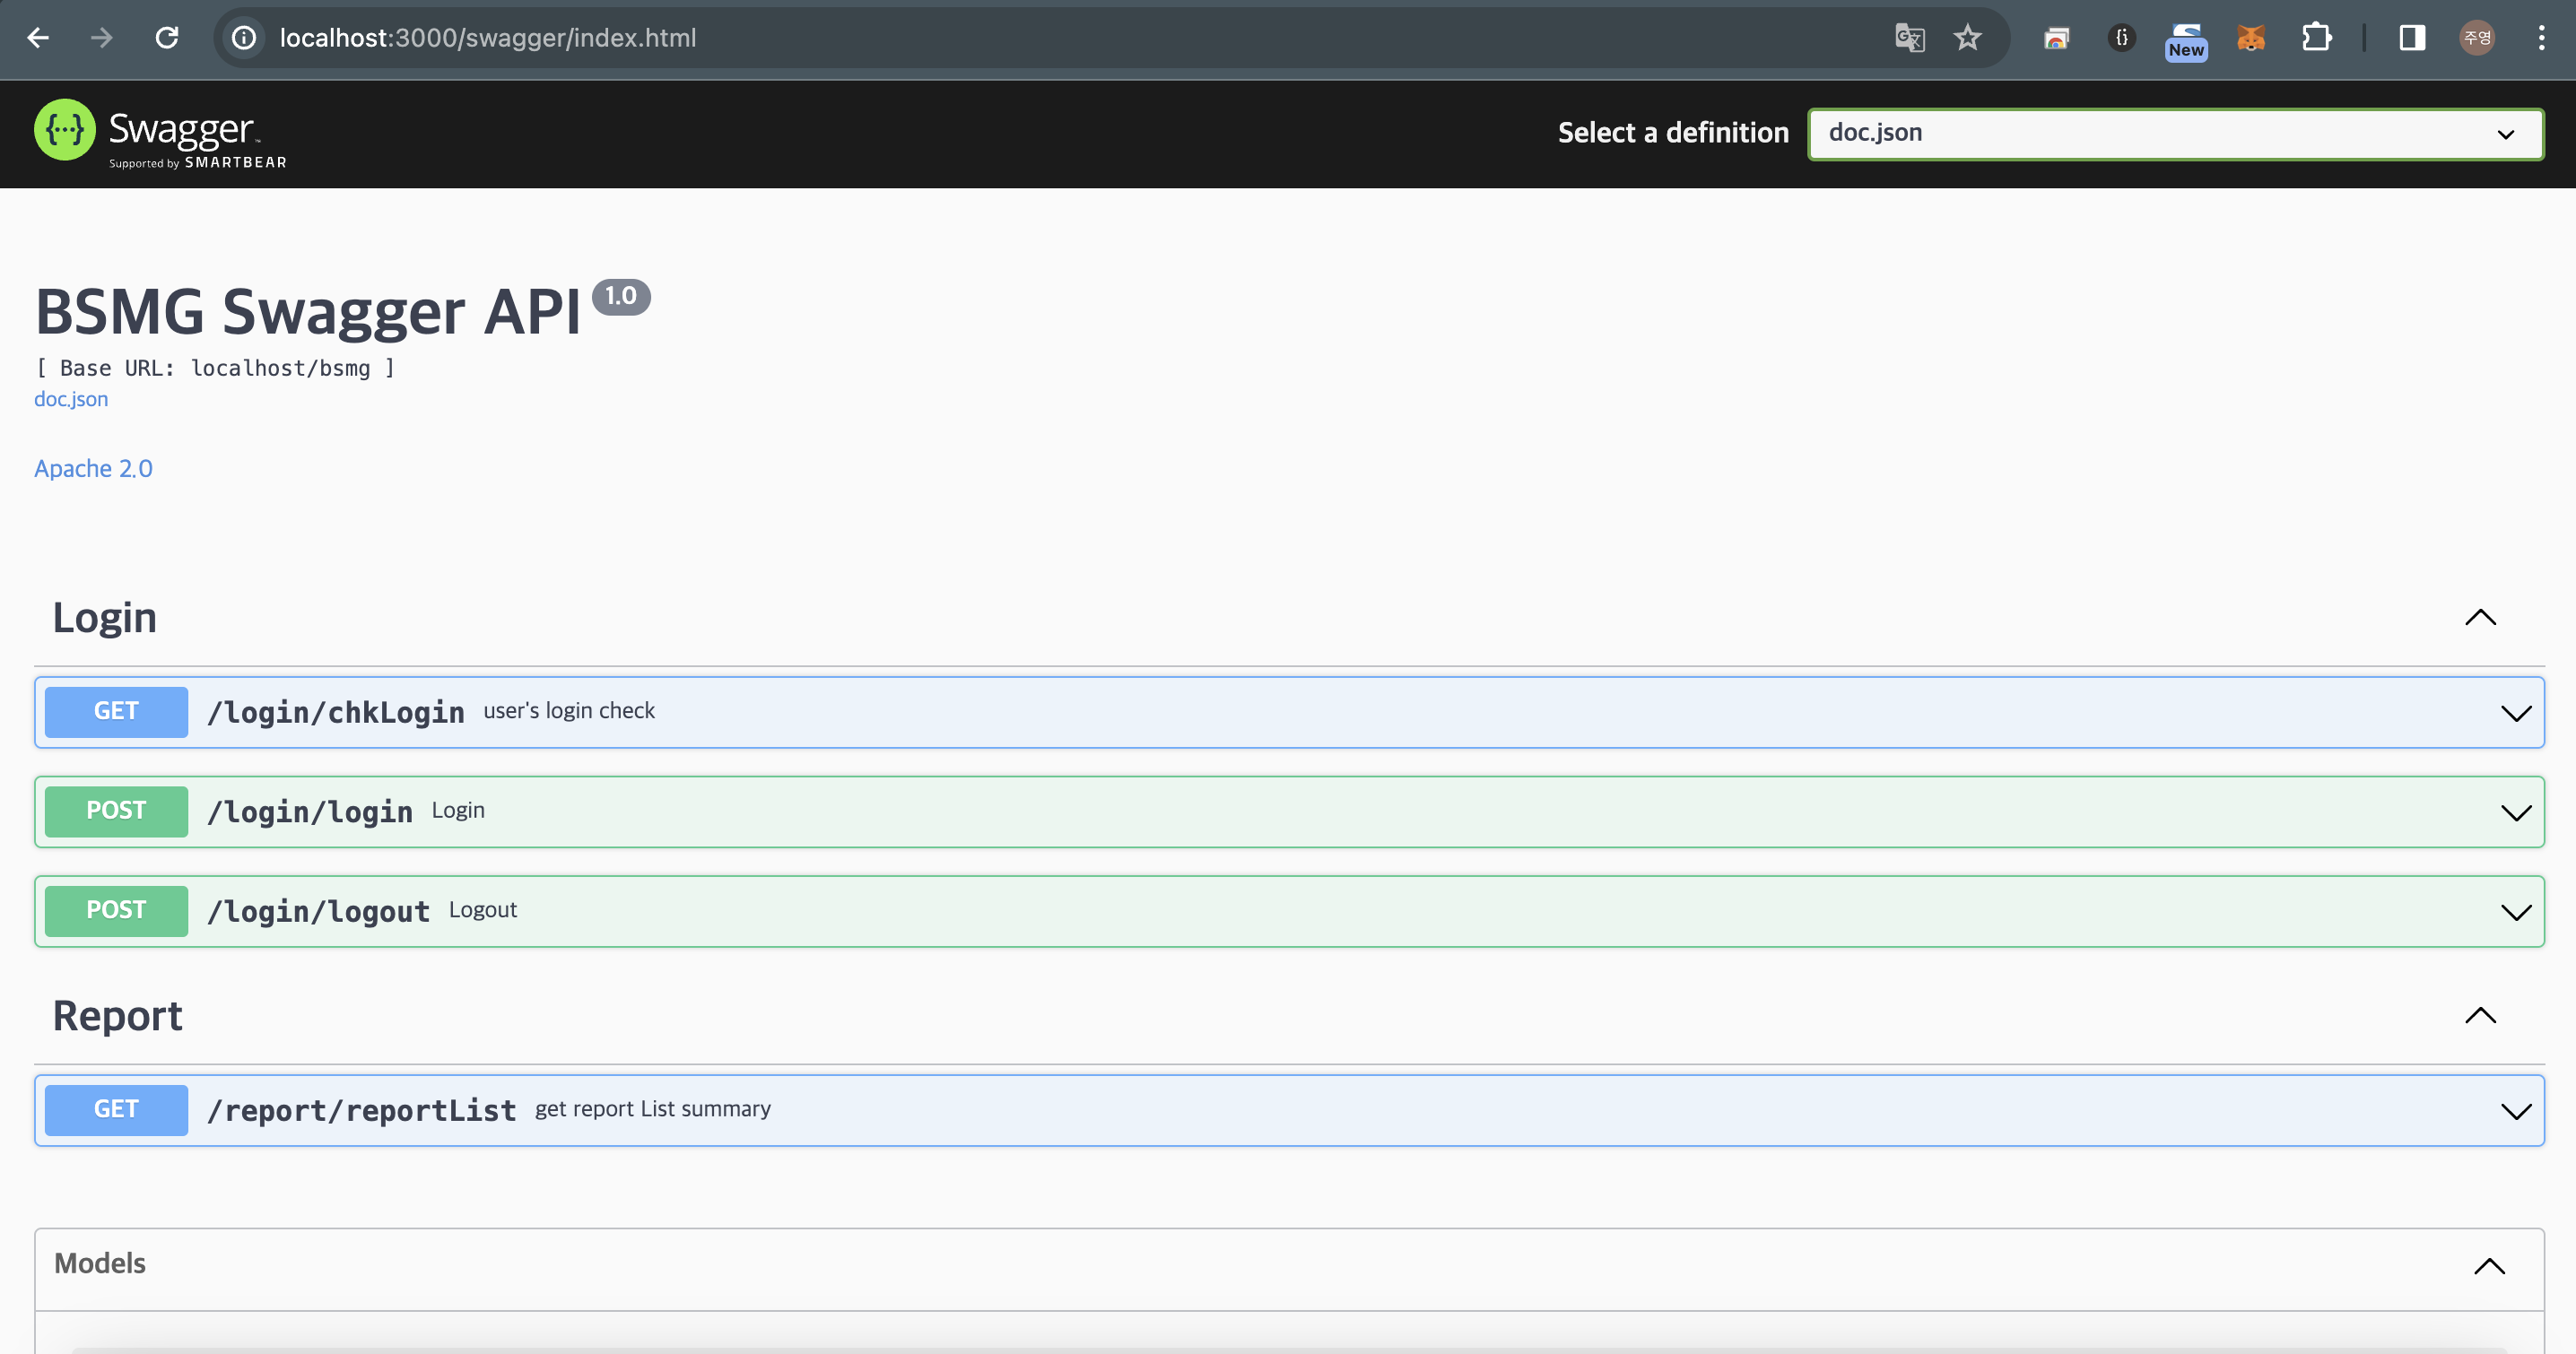 localhost:3000/swagger/index.html
New
주영
{···} Swagger
Supported by SMARTBEAR
Select a definition
doc.json
BSMG Swagger API 1.0
[ Base URL: localhost/bsmg ]
doc.json
Apache 2.0
Login
GET /login/chkLogin user's login check
POST /login/login Login
POST /login/logout Logout
Report
GET /report/reportList get report List summary
Models